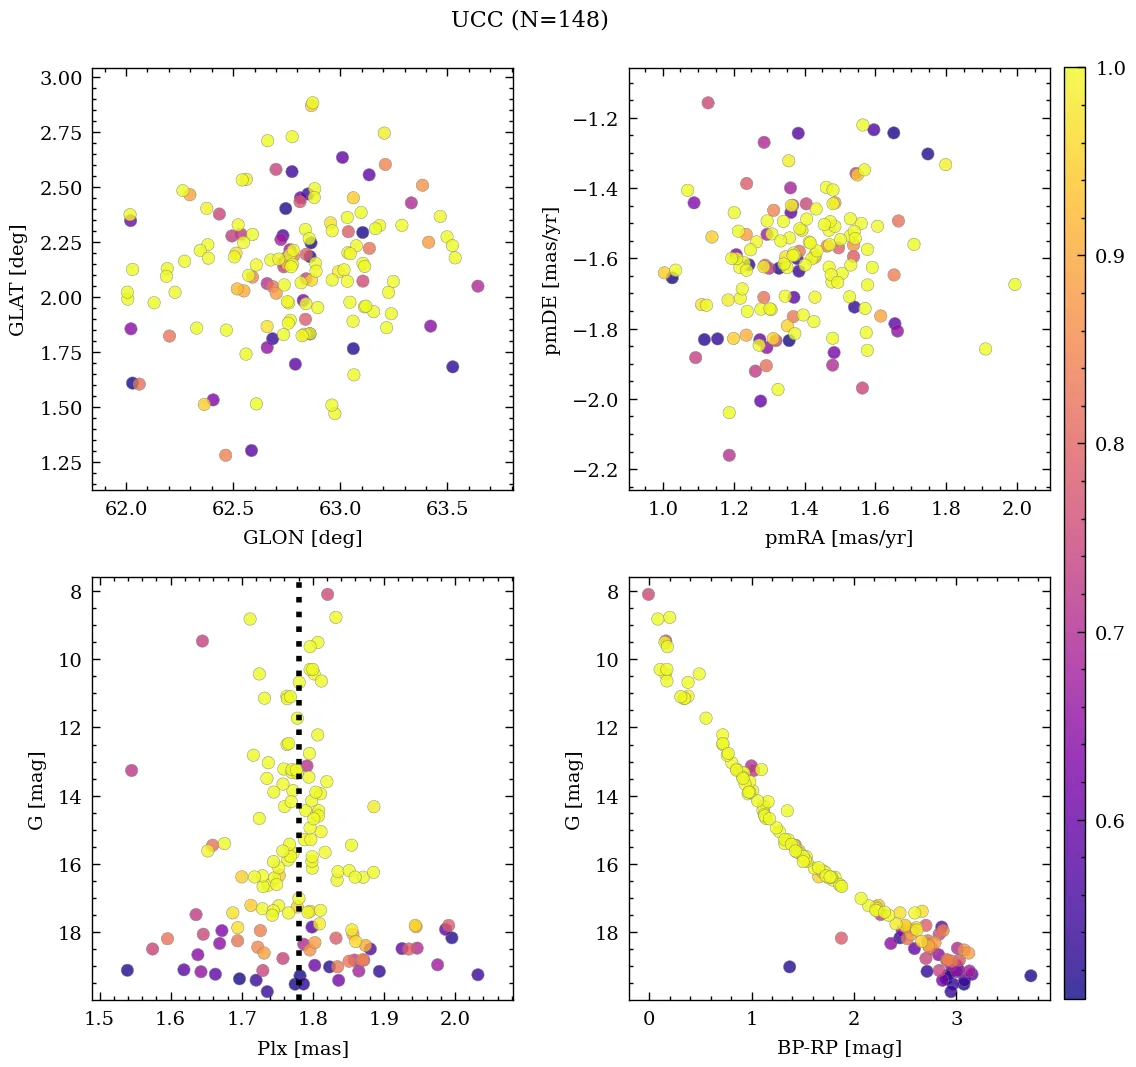 UCC (N=148)
3.00
2.75
2.50
2.25
2.00
1.75
1.50
1.25
GLAT [deg]
62.0 62.5 63.0 63.5
GLON [deg]
−1.2
−1.4
−1.6
−1.8
−2.0
−2.2
pmDE [mas/yr]
1.0 1.2 1.4 1.6 1.8 2.0
pmRA [mas/yr]
8
10
12
14
16
18
G [mag]
1.5 1.6 1.7 1.8 1.9 2.0
Plx [mas]
8
10
12
14
16
18
G [mag]
0 1 2 3
BP-RP [mag]
1.0
0.9
0.8
0.7
0.6